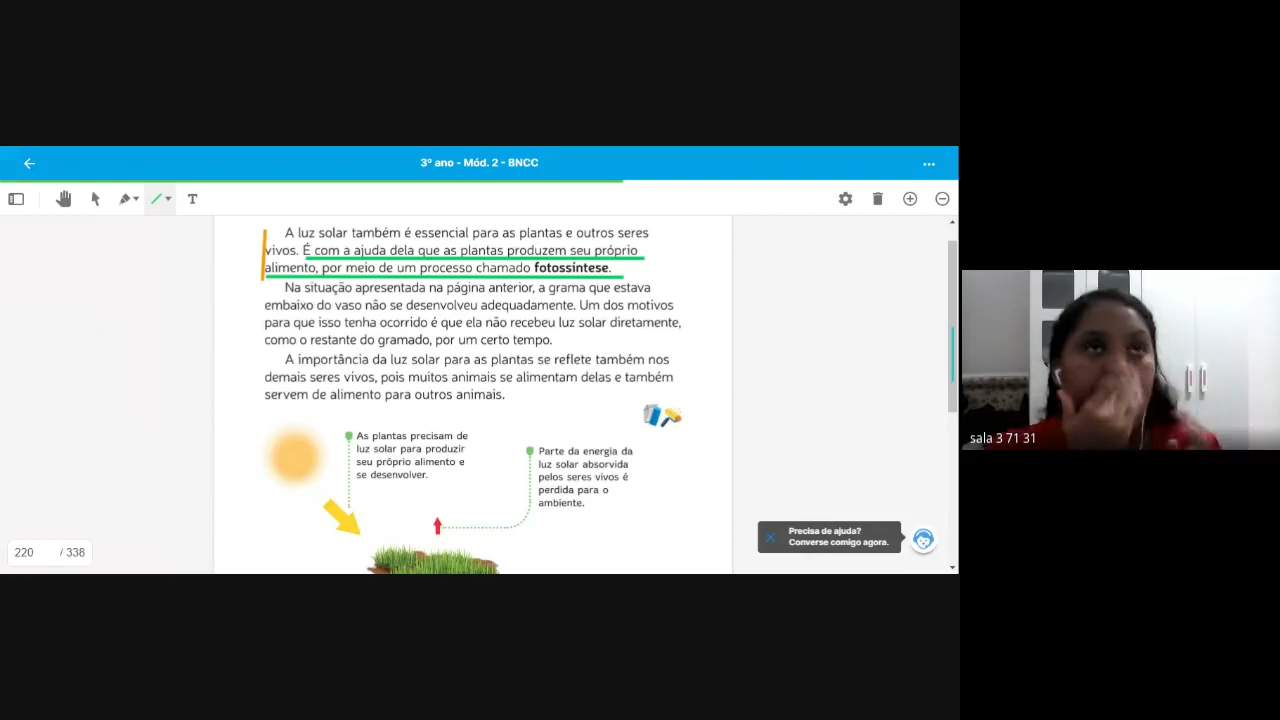 3º ano - Mód. 2 - BNCC
A luz solar também é essencial para as plantas e outros seres
vivos. É com a ajuda dela que as plantas produzem seu próprio
alimento, por meio de um processo chamado fotossíntese.
Na situação apresentada na página anterior, a grama que estava
embaixo do vaso não se desenvolveu adequadamente. Um dos motivos
para que isso tenha ocorrido é que ela não recebeu luz solar diretamente,
como o restante do gramado, por um certo tempo.
A importância da luz solar para as plantas se reflete também nos
demais seres vivos, pois muitos animais se alimentam delas e também
servem de alimento para outros animais.
As plantas precisam de
luz solar para produzir
seu próprio alimento e
se desenvolver.
Parte da energia da
luz solar absorvida
pelos seres vivos é
perdida para o
ambiente.
Precisa de ajuda?
Converse comigo agora.
220 / 338
sala 3 71 31